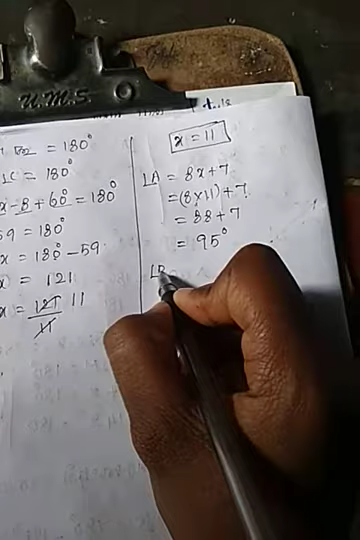 U.M.S
= 180°
∠C = 180°
x - 8 + 60° = 180°
59 = 180°
x = 180° - 59
x = 121
x = 121/11 11
x = 11
∠A = 8x + 7
= (8 x 11) + 7
= 88 + 7
= 95°
∠B